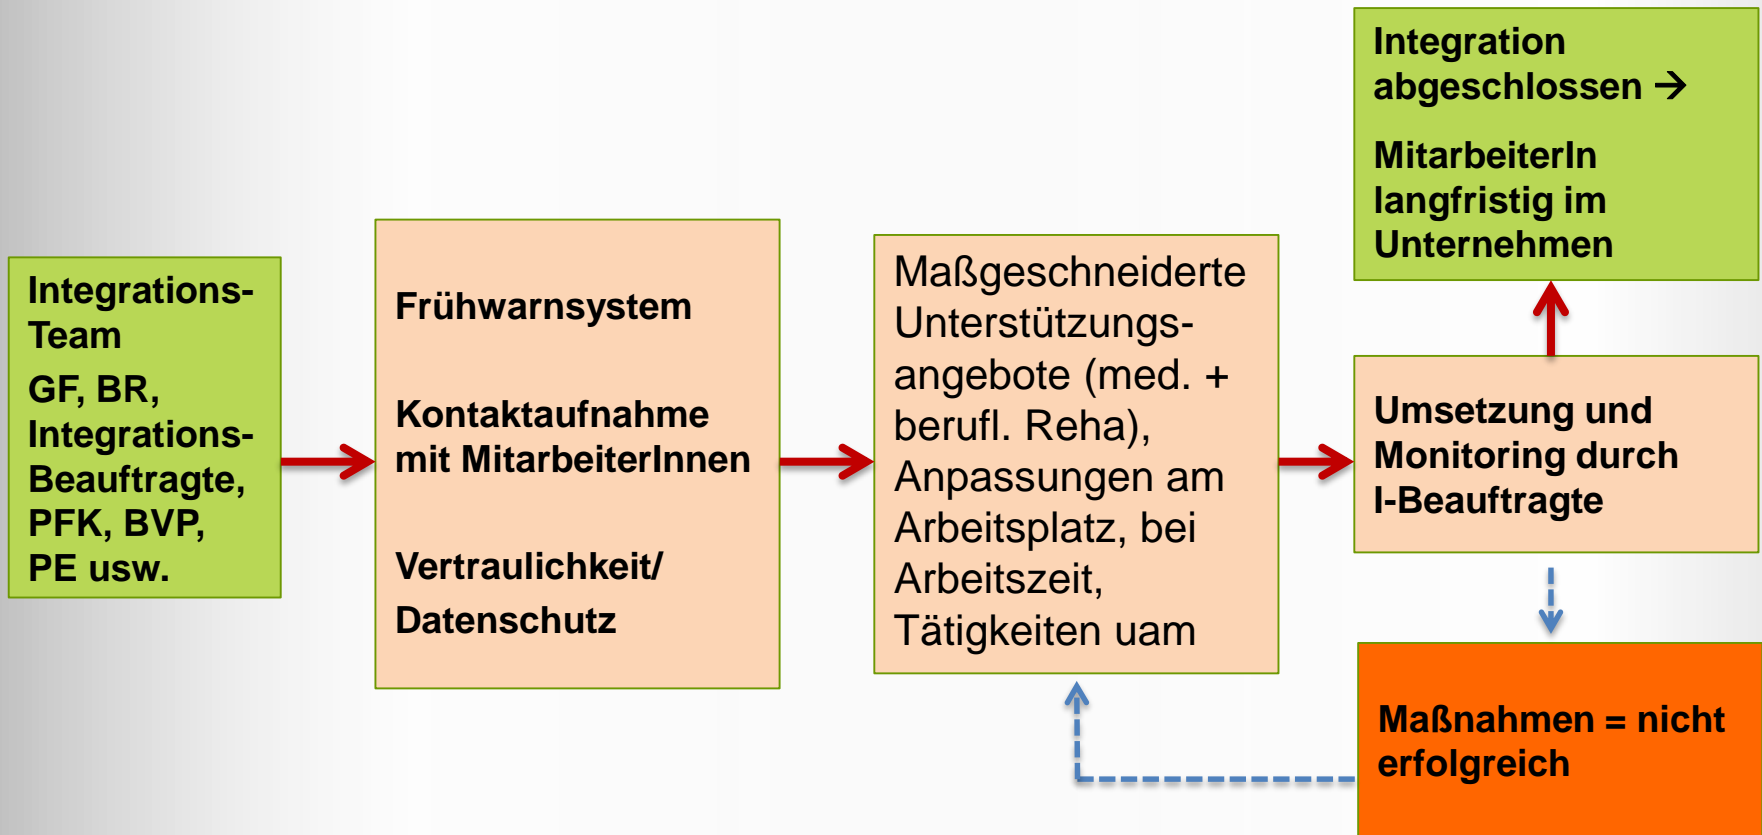 Integrations-
Team
GF, BR,
Integrations-
Beauftragte,
PFK, BVP,
PE usw.
Frühwarnsystem
Kontaktaufnahme
mit MitarbeiterInnen
Vertraulichkeit/
Datenschutz
Maßgeschneiderte
Unterstützungs-
angebote (med. +
berufl. Reha),
Anpassungen am
Arbeitsplatz, bei
Arbeitszeit,
Tätigkeiten uam
Integration
abgeschlossen →
MitarbeiterIn
langfristig im
Unternehmen
Umsetzung und
Monitoring durch
I-Beauftragte
Maßnahmen = nicht
erfolgreich